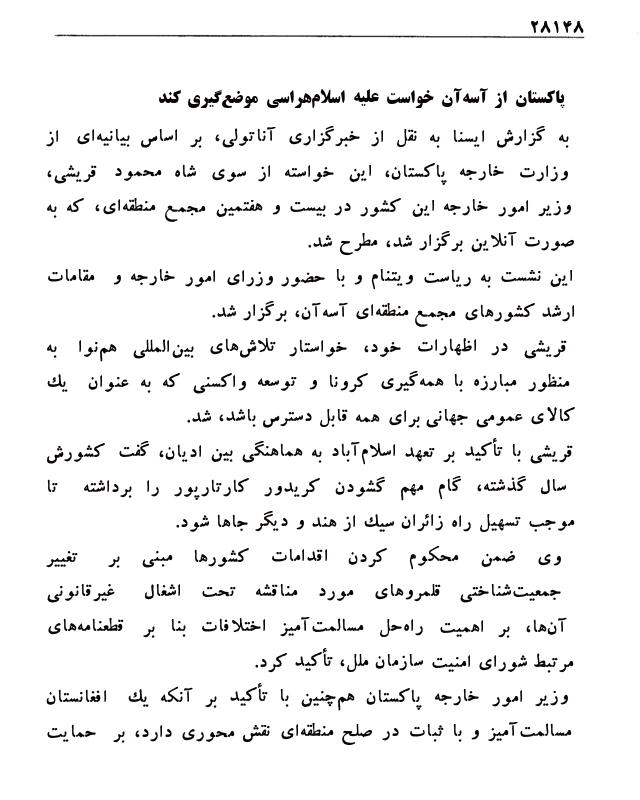 ۲۸۱۴۸
پاکستان از آسه‌آن خواست علیه اسلام‌هراسی موضع‌گیری کند
به گزارش ایسنا به نقل از خبرگزاری آناتولی، بر اساس بیانیه‌ای از
وزارت خارجه پاکستان، این خواسته از سوی شاه محمود قریشی،
وزیر امور خارجه این کشور در بیست و هفتمین مجمع منطقه‌ای، که به
صورت آنلاین برگزار شد، مطرح شد.
این نشست به ریاست ویتنام و با حضور وزرای امور خارجه و مقامات
ارشد کشورهای مجمع منطقه‌ای آسه‌آن، برگزار شد.
قریشی در اظهارات خود، خواستار تلاش‌های بین‌المللی هم‌نوا به
منظور مبارزه با همه‌گیری کرونا و توسعه واکسنی که به عنوان یك
کالای عمومی جهانی برای همه قابل دسترس باشد، شد.
قریشی با تأکید بر تعهد اسلام‌آباد به هماهنگی بین ادیان، گفت کشورش
سال گذشته، گام مهم گشودن کریدور کارتارپور را برداشته تا
موجب تسهیل راه زائران سیك از هند و دیگر جاها شود.
وی ضمن محکوم کردن اقدامات کشورها مبنی بر تغییر
جمعیت‌شناختی قلمروهای مورد مناقشه تحت اشغال غیرقانونی
آن‌ها، بر اهمیت راه‌حل مسالمت‌آمیز اختلافات بنا بر قطعنامه‌های
مرتبط شورای امنیت سازمان ملل، تأکید کرد.
وزیر امور خارجه پاکستان هم‌چنین با تأکید بر آنکه یك افغانستان
مسالمت‌آمیز و با ثبات در صلح منطقه‌ای نقش محوری دارد، بر حمایت